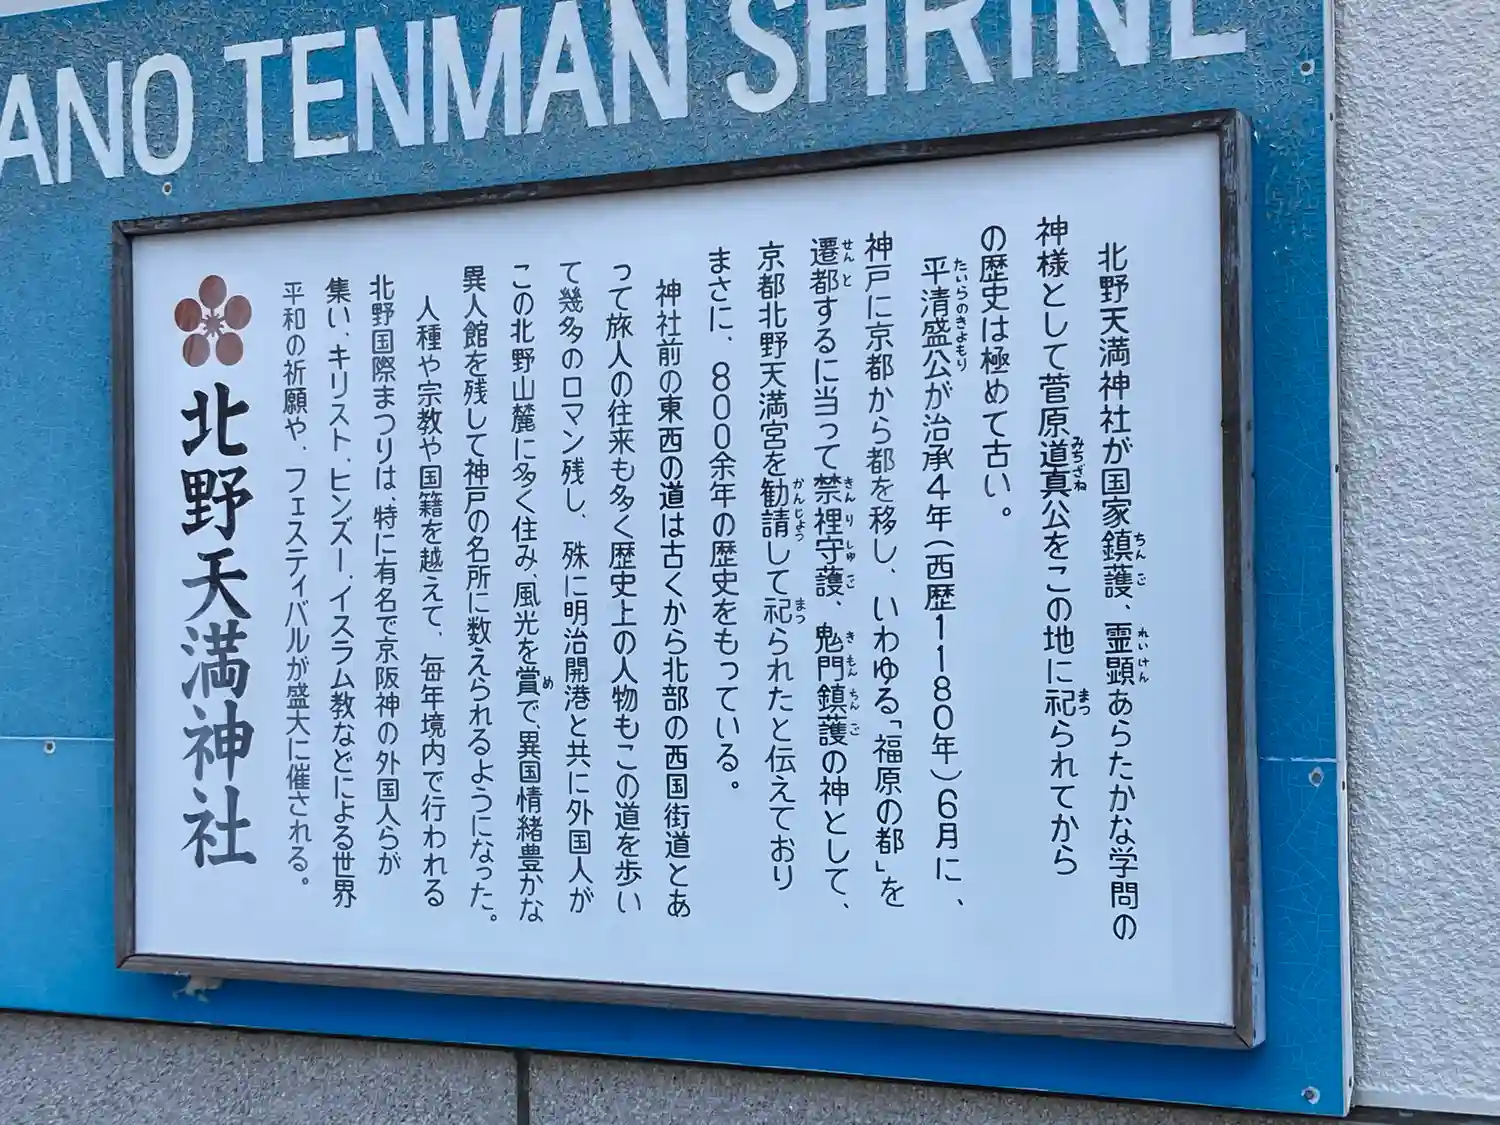 ANO TENMAN SHRINE
北野天満神社が国家鎮護、霊顕あらたかな学問の
神様として菅原道真公をこの地に祀られてから
の歴史は極めて古い。
平清盛公が治承4年(西歴1180年)6月に、
神戸に京都から都を移し、いわゆる「福原の都」を
遷都するに当って禁裡守護、鬼門鎮護の神として、
京都北野天満宮を勧請して祀られたと伝えており
まさに、800余年の歴史をもっている。
神社前の東西の道は古くから北部の西国街道とあ
って旅人の往来も多く歴史上の人物もこの道を歩い
て幾多のロマン残し、殊に明治開港と共に外国人が
この北野山麓に多く住み、風光を賞で、異国情緒豊かな
異人館を残して神戸の名所に数えられるようになった。
人種や宗教や国籍を越えて、毎年境内で行われる
北野国際まつりは、特に有名で京阪神の外国人らが
集い、キリスト、ヒンズー、イスラム教などによる世界
平和の祈願や、フェスティバルが盛大に催される。
北野天満神社